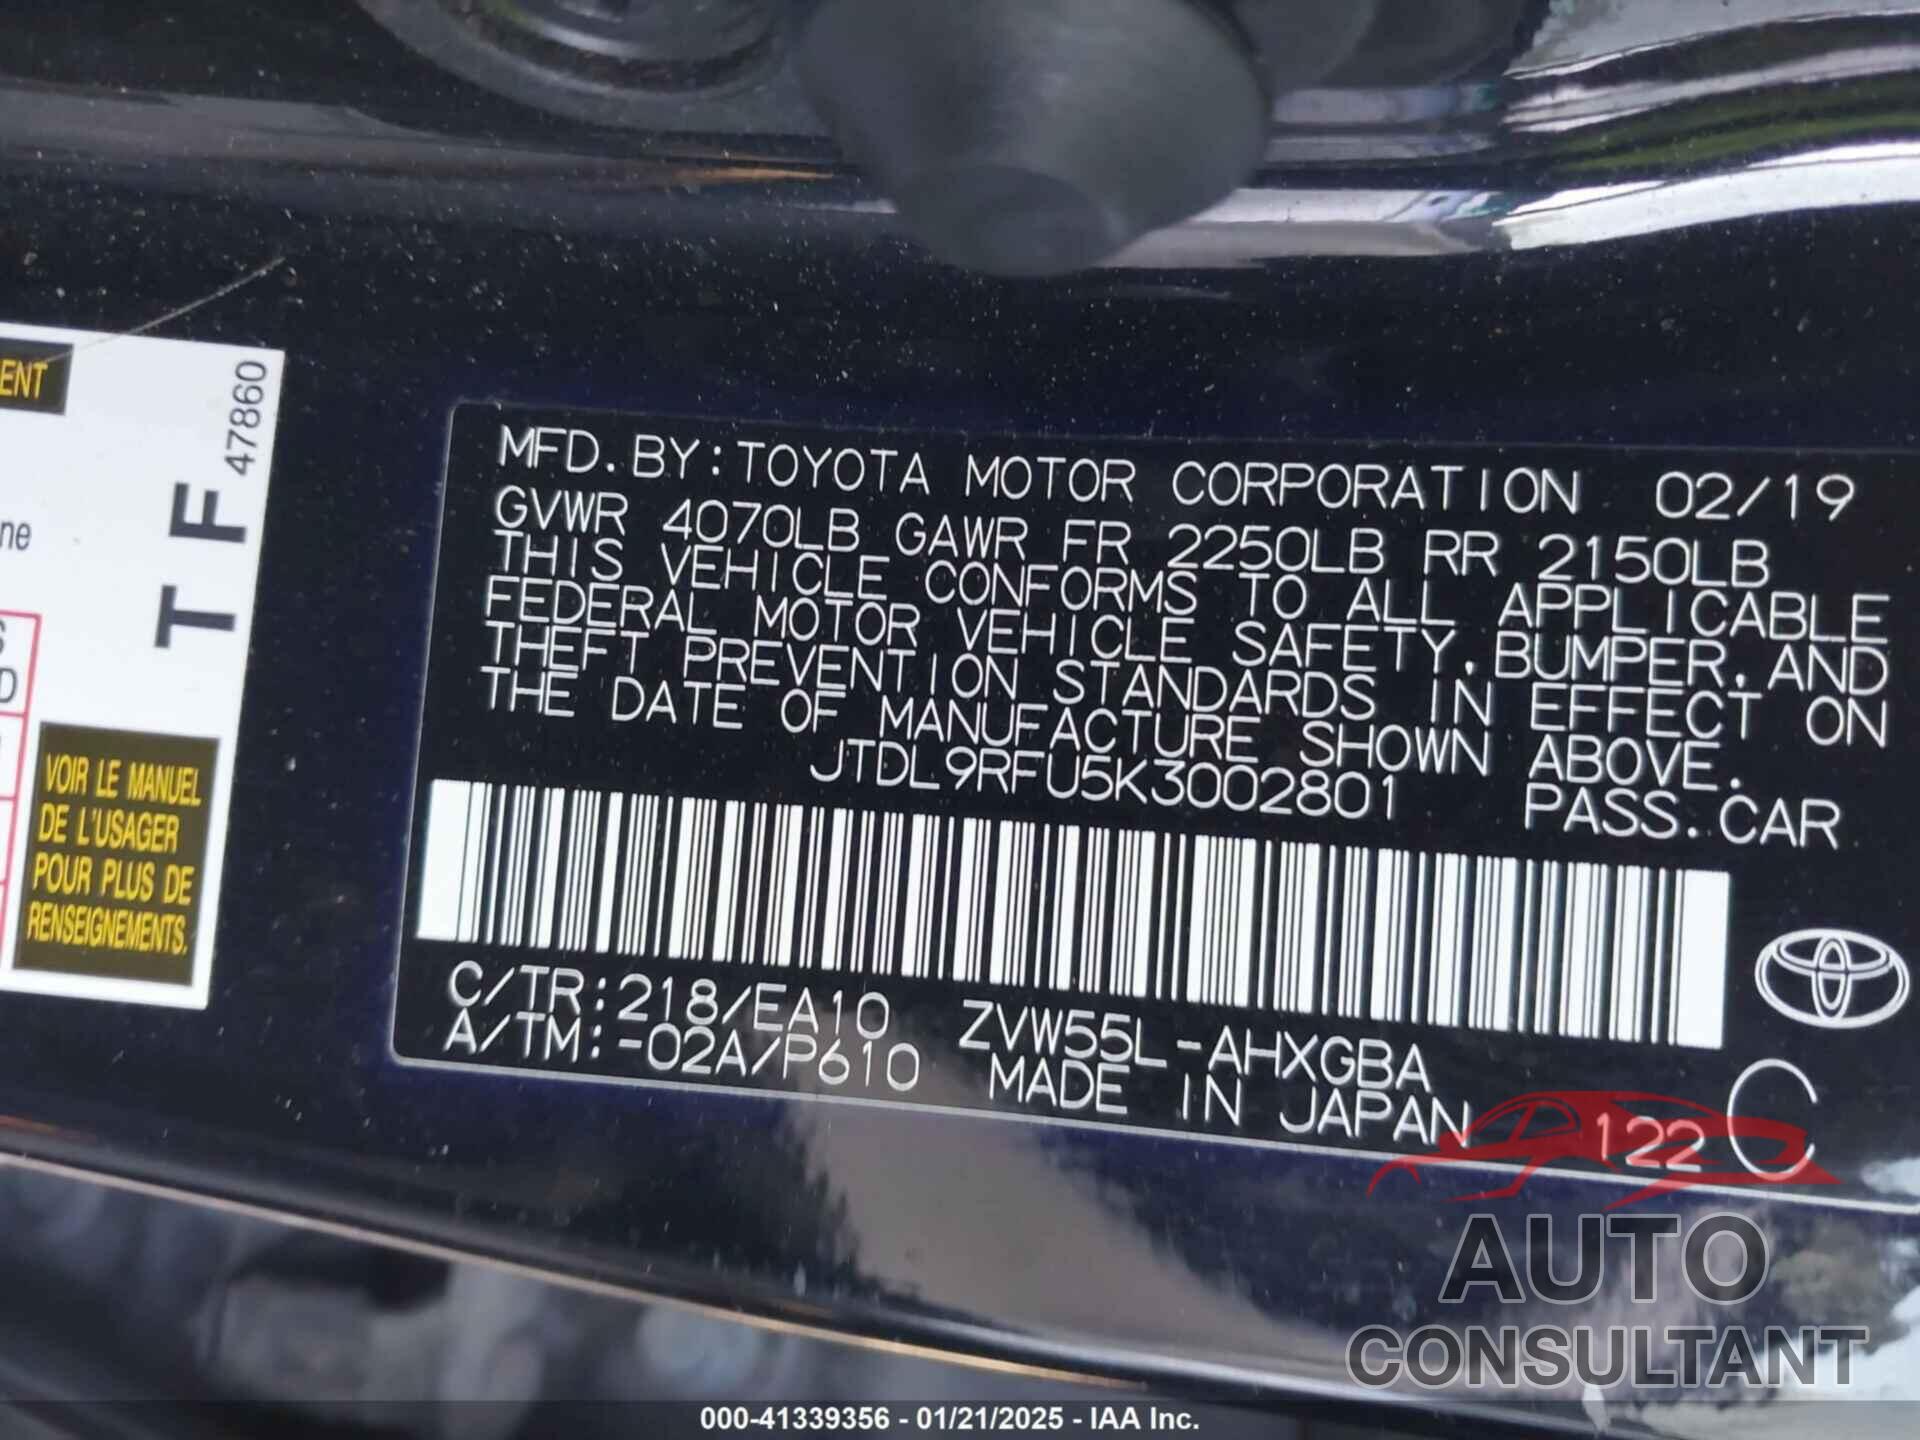 ENT
47860
T F
ne
S
D
VOIR LE MANUEL
DE L'USAGER
POUR PLUS DE
RENSEIGNEMENTS.
MFD. BY: TOYOTA MOTOR CORPORATION 02/19
GVWR 4070LB GAWR FR 2250LB RR 2150LB
THIS VEHICLE CONFORMS TO ALL APPLICABLE
FEDERAL MOTOR VEHICLE SAFETY, BUMPER, AND
THEFT PREVENTION STANDARDS IN EFFECT ON
THE DATE OF MANUFACTURE SHOWN ABOVE.
JTDL9RFU5K3002801 PASS. CAR
C/TR: 218/EA10 ZVW55L-AHXGBA
A/TM: -02A/P610 MADE IN JAPAN 122 C
AUTO
CONSULTANT
000-41339356 - 01/21/2025 - IAA Inc.